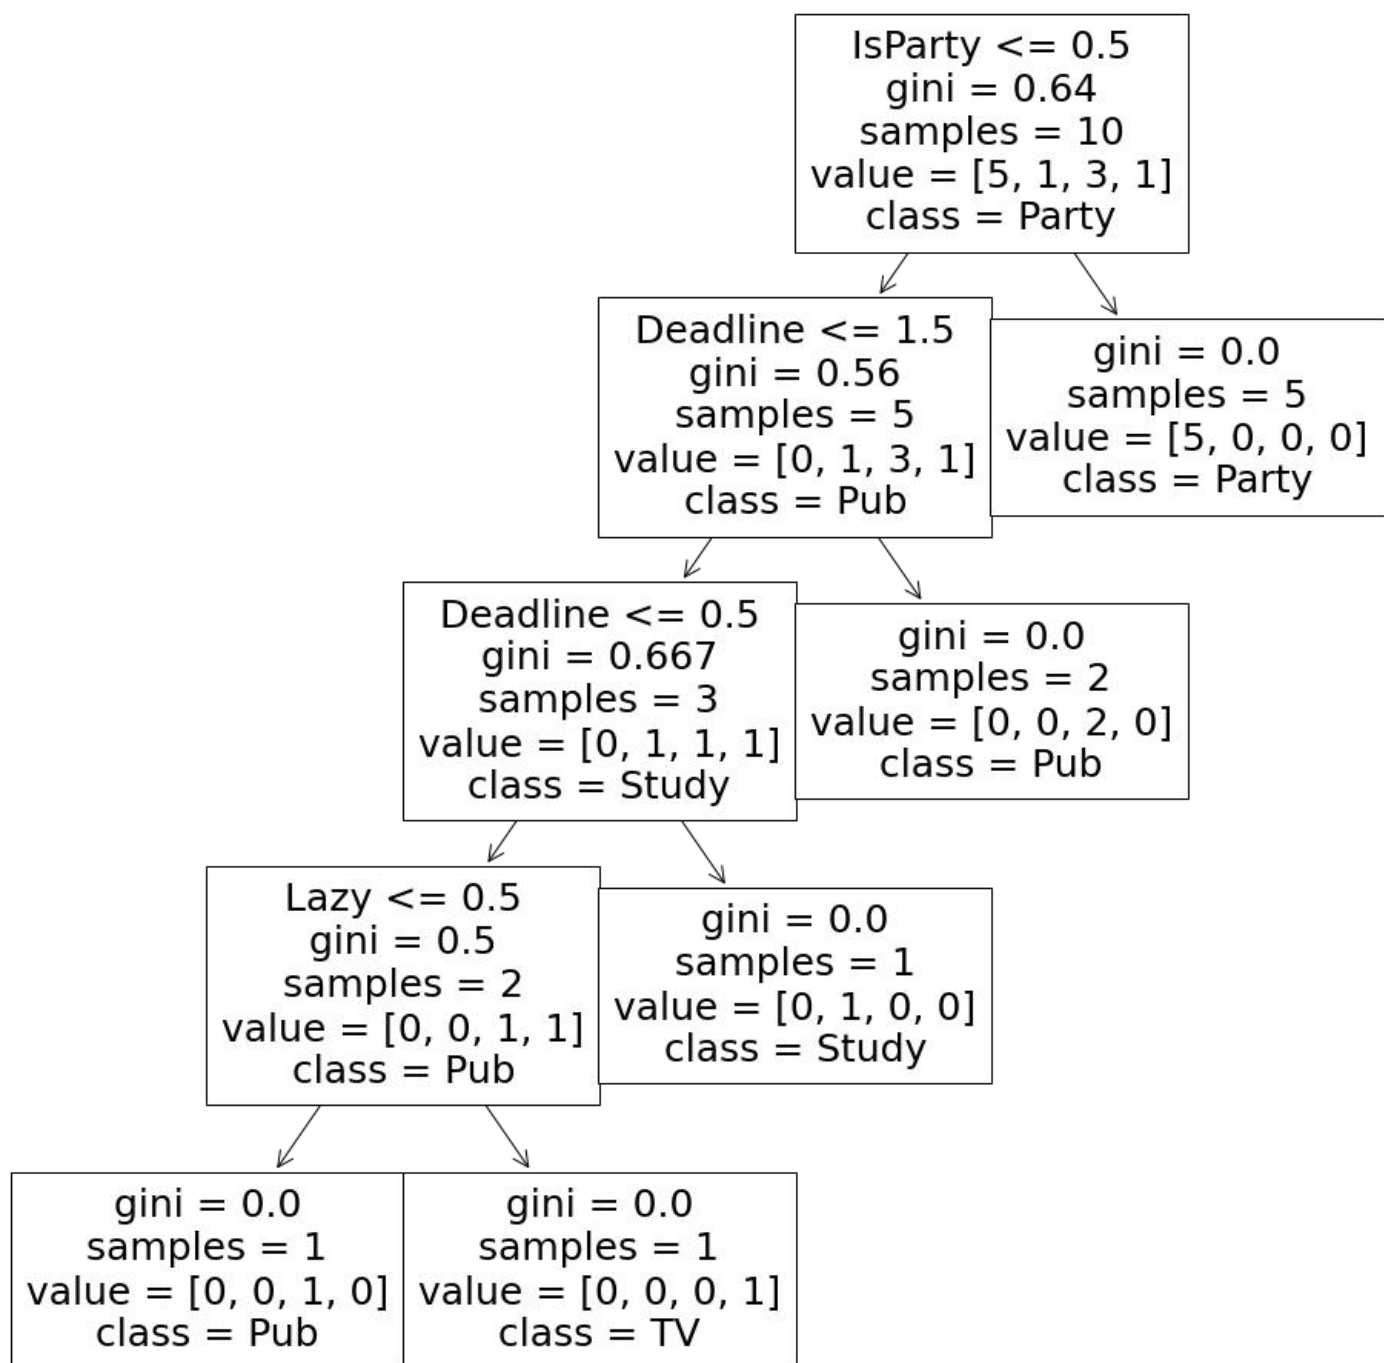 IsParty <= 0.5
gini = 0.64
samples = 10
value = [5, 1, 3, 1]
class = Party
Deadline <= 1.5
gini = 0.56
samples = 5
value = [0, 1, 3, 1]
class = Pub
gini = 0.0
samples = 5
value = [5, 0, 0, 0]
class = Party
Deadline <= 0.5
gini = 0.667
samples = 3
value = [0, 1, 1, 1]
class = Study
gini = 0.0
samples = 2
value = [0, 0, 2, 0]
class = Pub
Lazy <= 0.5
gini = 0.5
samples = 2
value = [0, 0, 1, 1]
class = Pub
gini = 0.0
samples = 1
value = [0, 1, 0, 0]
class = Study
gini = 0.0
samples = 1
value = [0, 0, 1, 0]
class = Pub
gini = 0.0
samples = 1
value = [0, 0, 0, 1]
class = TV